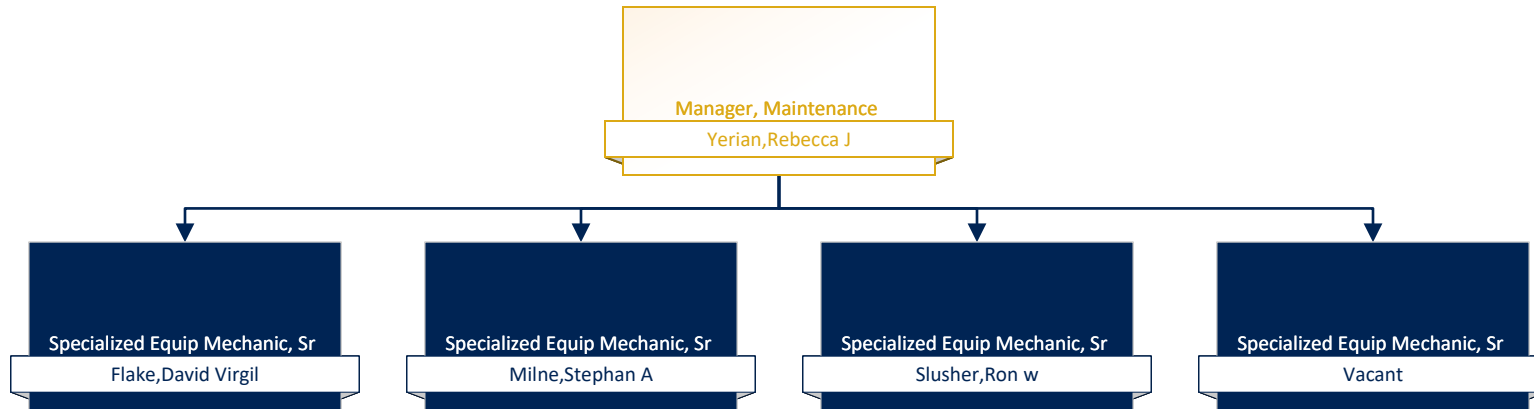 Manager, Maintenance
Yerian,Rebecca J
Specialized Equip Mechanic, Sr
Flake,David Virgil
Specialized Equip Mechanic, Sr
Milne,Stephan A
Specialized Equip Mechanic, Sr
Slusher,Ron w
Specialized Equip Mechanic, Sr
Vacant